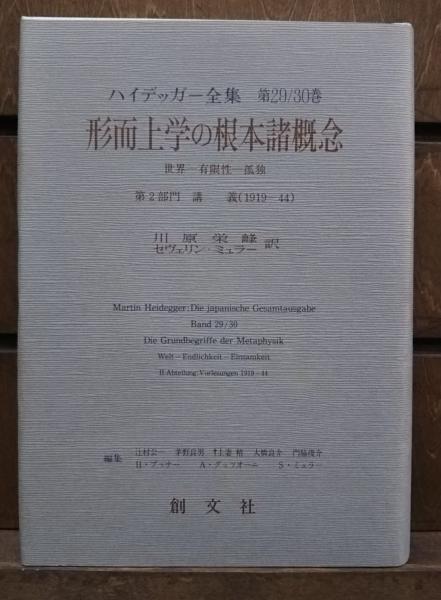 ハイデッガー全集 第29/30巻
形而上学の根本諸概念
世界―有限性―孤独
第2部門 講 義(1919―44)
川 原 栄 峰
セヴェリン・ミュラー 訳
Martin Heidegger: Die japanische Gesamtausgabe
Band 29/30
Die Grundbegriffe der Metaphysik
Welt－Endlichkeit－Einsamkeit
II Abteilung: Vorlesungen 1919－44
編集 辻村公一 茅野良男 上妻精 大橋良介 門脇俊介
H・ブッナー A・グッツオーニ S・ミュラー
創 文 社